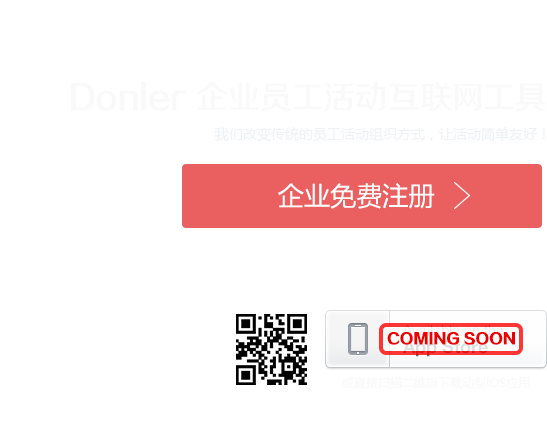 Donler 企业员工活动互联网工具
我们改变传统的员工活动组织方式，让活动简单友好！
企业免费注册
COMING SOON
App Store